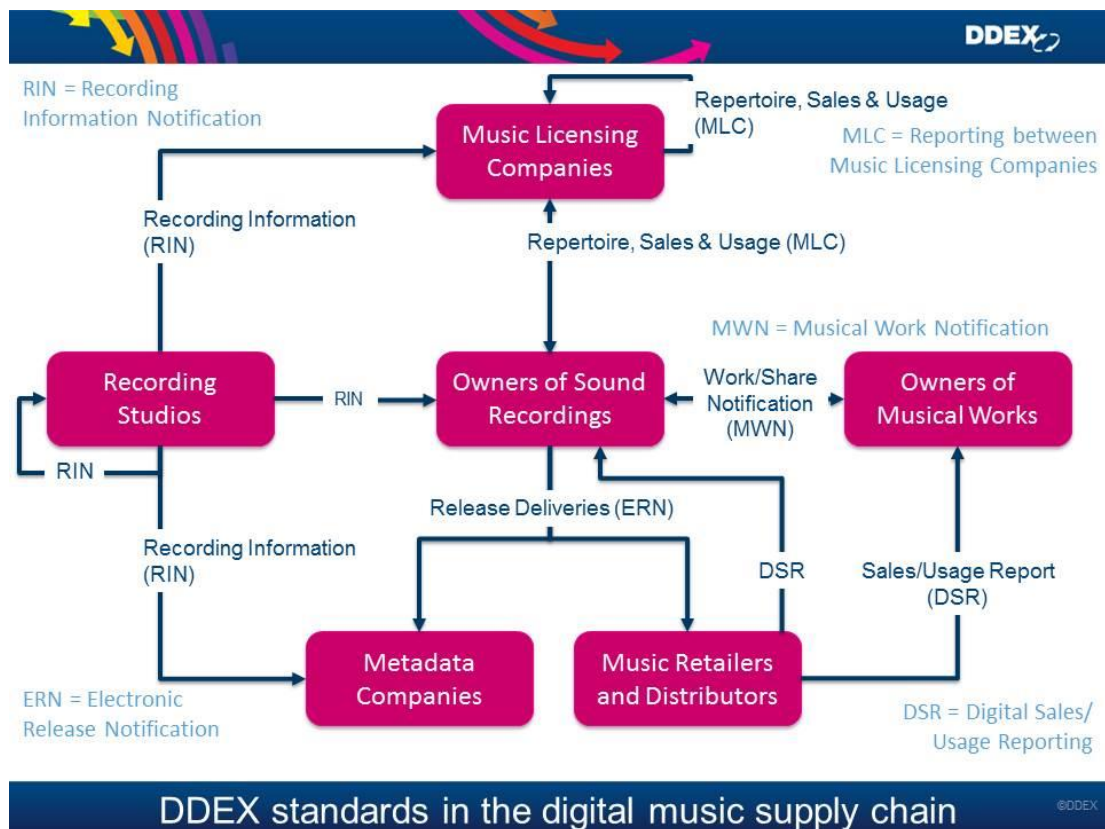 DDEX
RIN = Recording
Information Notification
Repertoire, Sales & Usage
(MLC)
Music Licensing
Companies
MLC = Reporting between
Music Licensing Companies
Recording Information
(RIN)
Repertoire, Sales & Usage (MLC)
MWN = Musical Work Notification
Recording
Studios
RIN
Owners of Sound
Recordings
Work/Share
Notification
(MWN)
Owners of
Musical Works
RIN
Release Deliveries (ERN)
Recording Information
(RIN)
DSR
Sales/Usage Report
(DSR)
Metadata
Companies
Music Retailers
and Distributors
ERN = Electronic
Release Notification
DSR = Digital Sales/
Usage Reporting
DDEX standards in the digital music supply chain
©DDEX